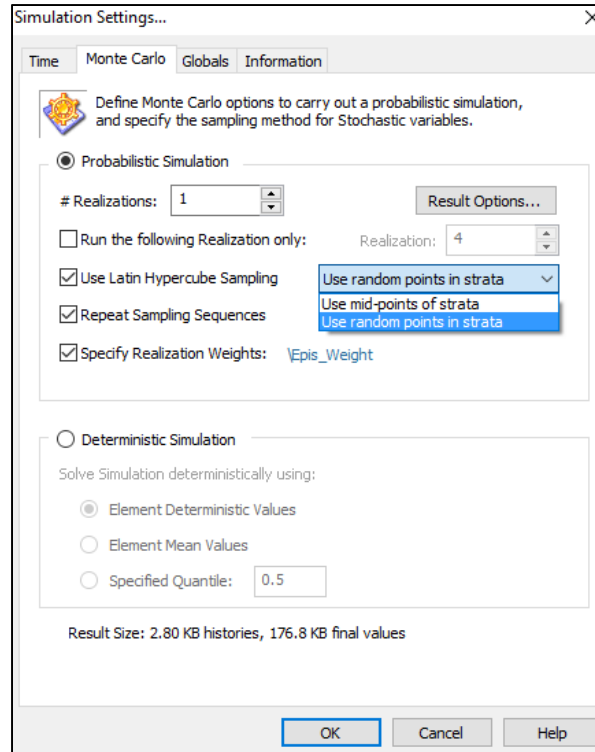 Simulation Settings...
Time Monte Carlo Globals Information
Define Monte Carlo options to carry out a probabilistic simulation,
and specify the sampling method for Stochastic variables.
Probabilistic Simulation
# Realizations: 1 Result Options...
Run the following Realization only: Realization: 4
Use Latin Hypercube Sampling Use random points in strata
Use mid-points of strata
Repeat Sampling Sequences Use random points in strata
Specify Realization Weights: \Epis_Weight
Deterministic Simulation
Solve Simulation deterministically using:
Element Deterministic Values
Element Mean Values
Specified Quantile: 0.5
Result Size: 2.80 KB histories, 176.8 KB final values
OK Cancel Help